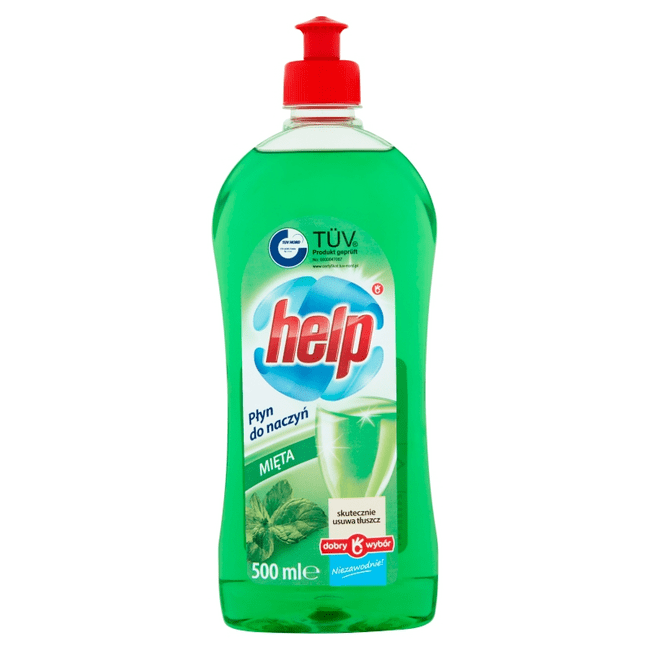 TÜV®
Produkt geprüft
help
Płyn
do naczyń
MIĘTA
skutecznie
usuwa tłuszcz
dobry wybór
Niezawodnie!
500 ml ℮